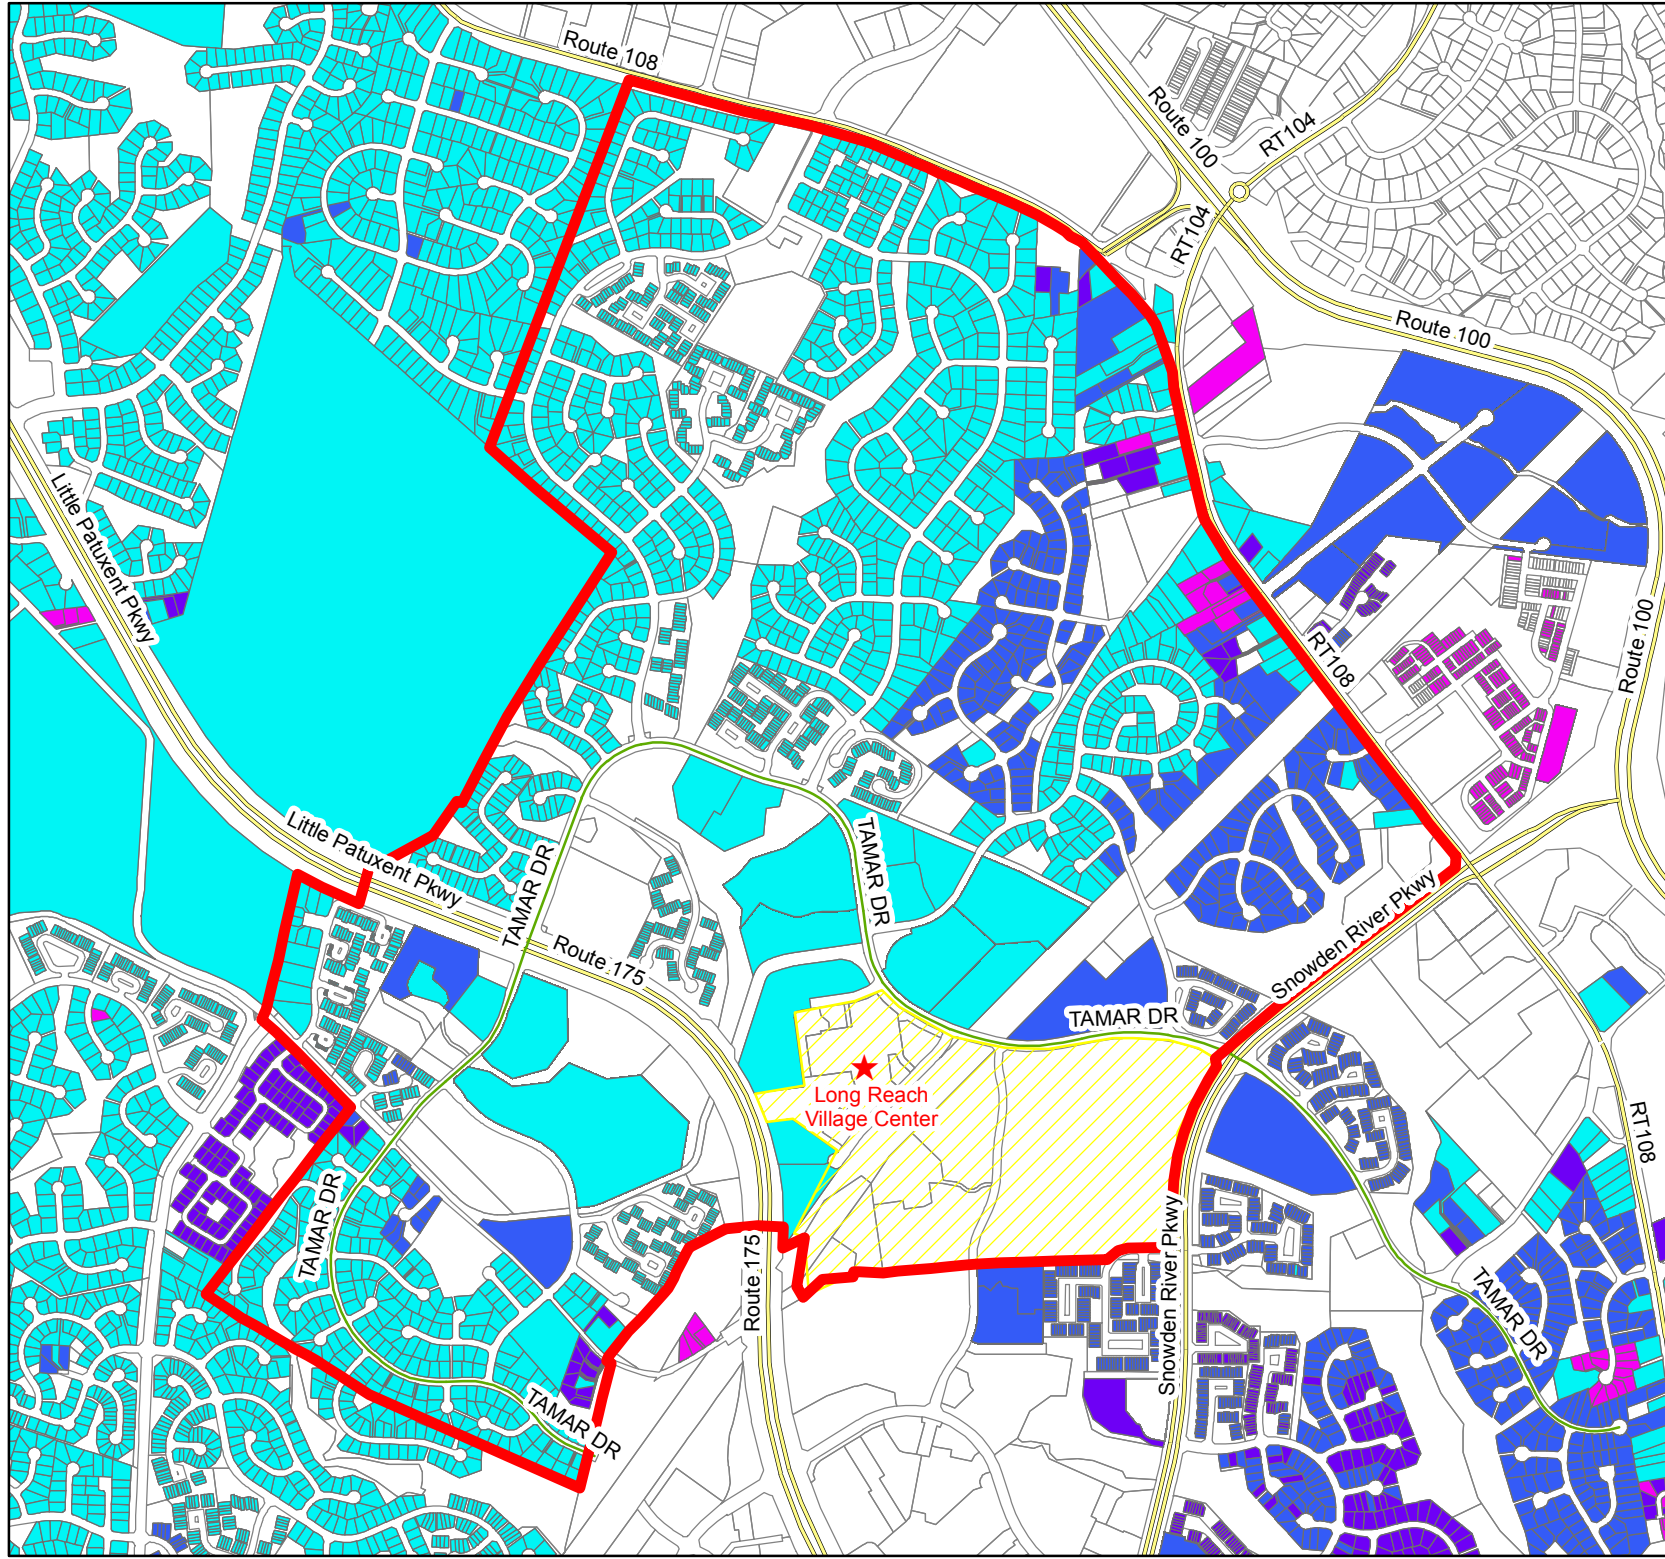 Route 108
Route 100
RT104
RT104
Route 100
Little Patuxent Pkwy
RT108
Route 100
Little Patuxent Pkwy
TAMAR DR
TAMAR DR
Snowden River Pkwy
Route 175
TAMAR DR
Long Reach
Village Center
RT108
TAMAR DR
Route 175
Snowden River Pkwy
TAMAR DR
TAMAR DR